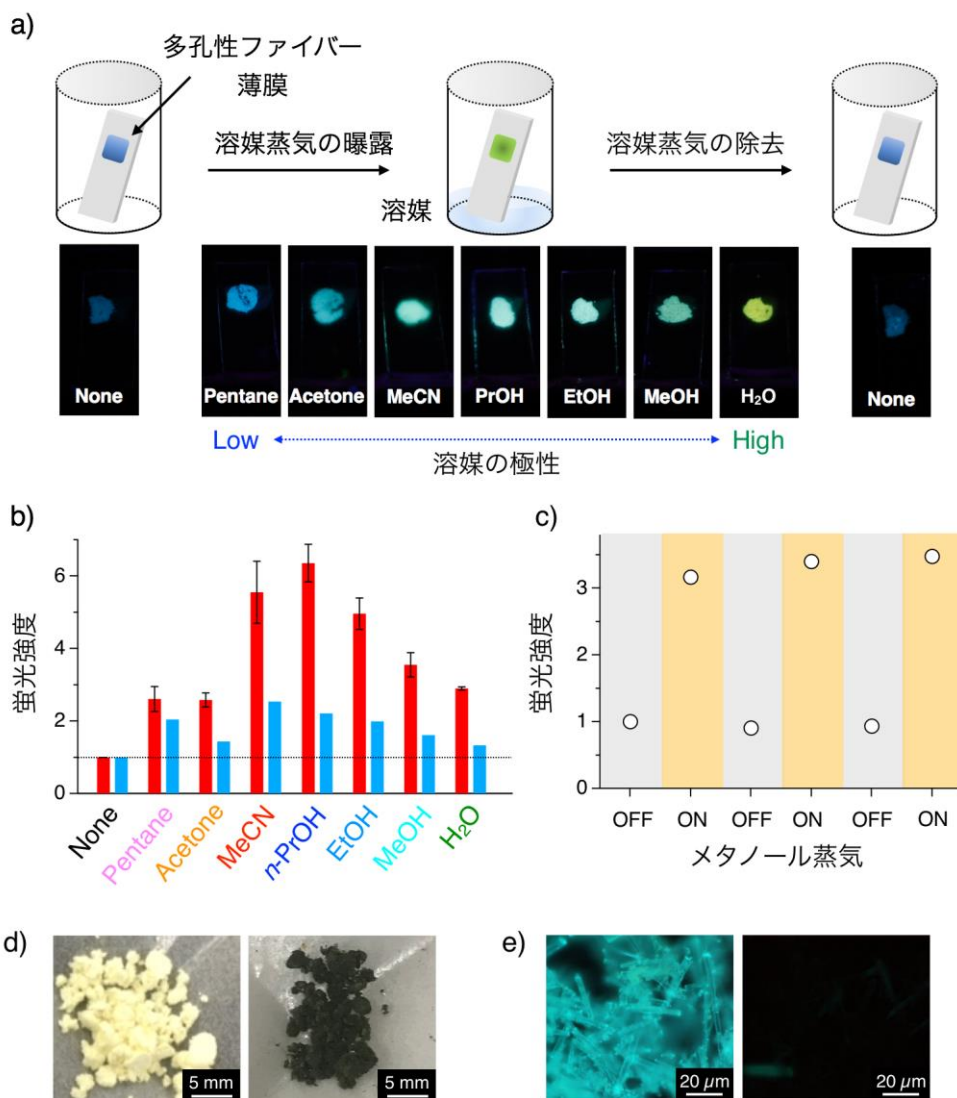 a)
多孔性ファイバー
薄膜
溶媒蒸気の曝露
溶媒蒸気の除去
溶媒
None
Pentane
Acetone
MeCN
PrOH
EtOH
MeOH
H₂O
None
Low
High
溶媒の極性
b)
蛍光強度
6
4
2
0
None
Pentane
Acetone
MeCN
n-PrOH
EtOH
MeOH
H₂O
c)
蛍光強度
3
2
1
0
OFF
ON
OFF
ON
OFF
ON
メタノール蒸気
d)
5 mm
5 mm
e)
20 µm
20 µm